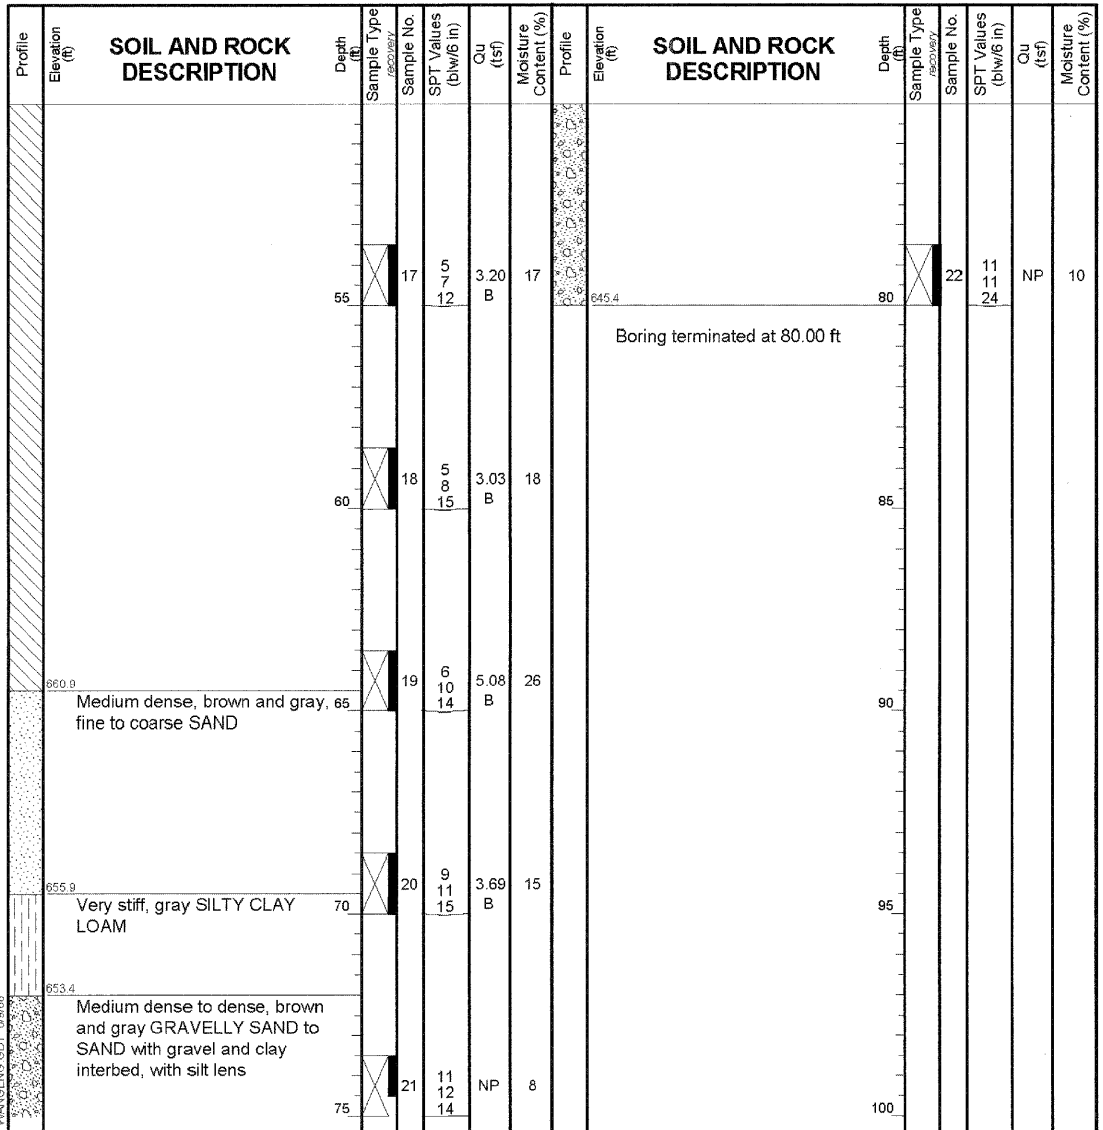 Profile
Elevation (ft)
SOIL AND ROCK DESCRIPTION
Depth (ft)
Sample Type recovery
Sample No.
SPT Values (blw/6 in)
Qu (tsf)
Moisture Content (%)
Profile
Elevation (ft)
SOIL AND ROCK DESCRIPTION
Depth (ft)
Sample Type recovery
Sample No.
SPT Values (blw/6 in)
Qu (tsf)
Moisture Content (%)
17
5
7
12
3.20
B
17
55
18
5
8
15
3.03
B
18
60
19
6
10
14
5.08
B
26
660.9
Medium dense, brown and gray,
fine to coarse SAND
65
20
9
11
15
3.69
B
15
655.9
Very stiff, gray SILTY CLAY
LOAM
70
653.4
Medium dense to dense, brown
and gray GRAVELLY SAND to
SAND with gravel and clay
interbed, with silt lens
21
11
12
14
NP
8
75
22
11
11
24
NP
10
80
645.4
Boring terminated at 80.00 ft
85
90
95
100